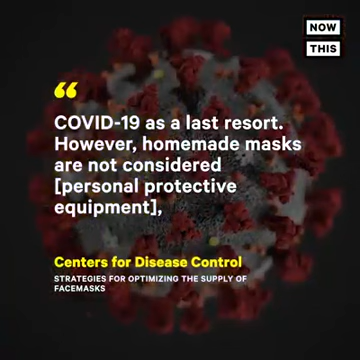 NOW
THIS
“
COVID-19 as a last resort.
However, homemade masks
are not considered
[personal protective
equipment],
Centers for Disease Control
STRATEGIES FOR OPTIMIZING THE SUPPLY OF
FACEMASKS